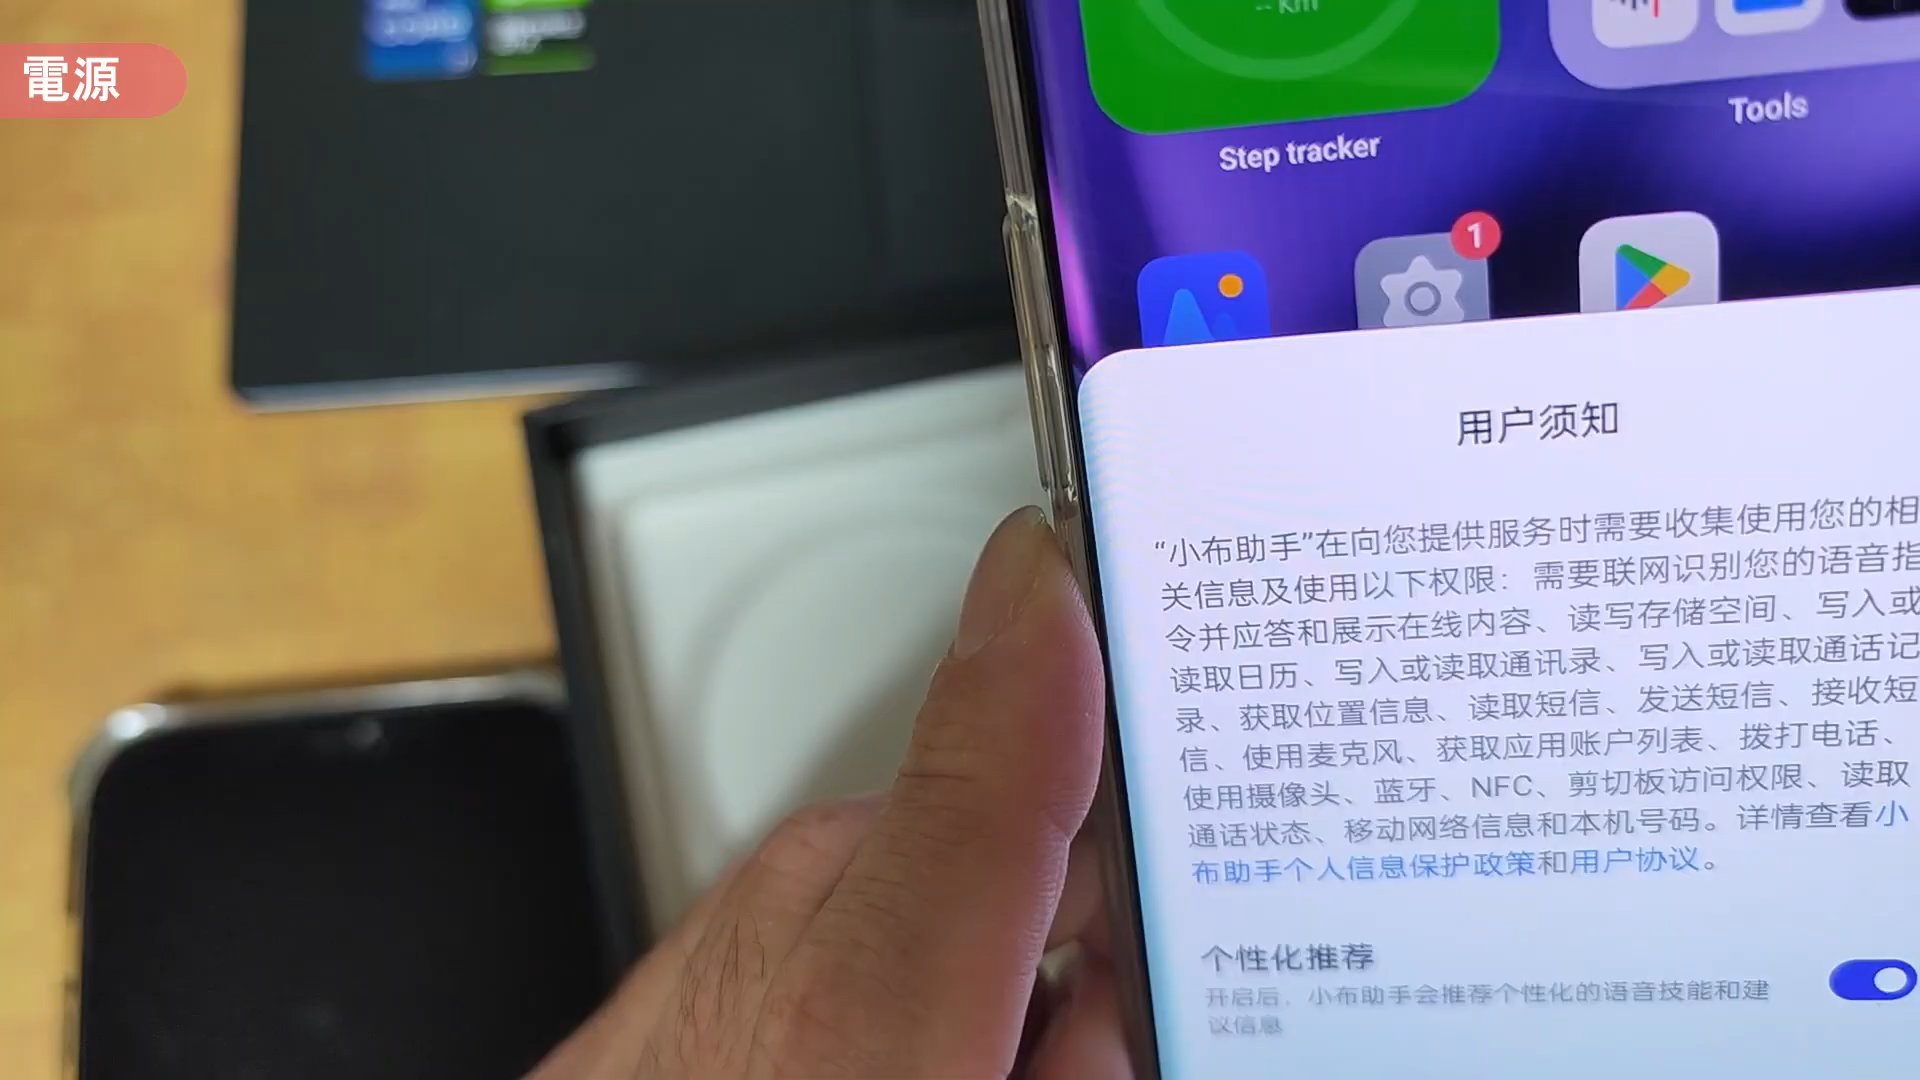 電源
-- Km
Step tracker
Tools
1
用户须知
“小布助手”在向您提供服务时需要收集使用您的相
关信息及使用以下权限：需要联网识别您的语音指
令并应答和展示在线内容、读写存储空间、写入或
读取日历、写入或读取通讯录、写入或读取通话记
录、获取位置信息、读取短信、发送短信、接收短
信、使用麦克风、获取应用账户列表、拨打电话、
使用摄像头、蓝牙、NFC、剪切板访问权限、读取
通话状态、移动网络信息和本机号码。详情查看小
布助手个人信息保护政策和用户协议。
个性化推荐
开启后，小布助手会推荐个性化的语音技能和建
议信息